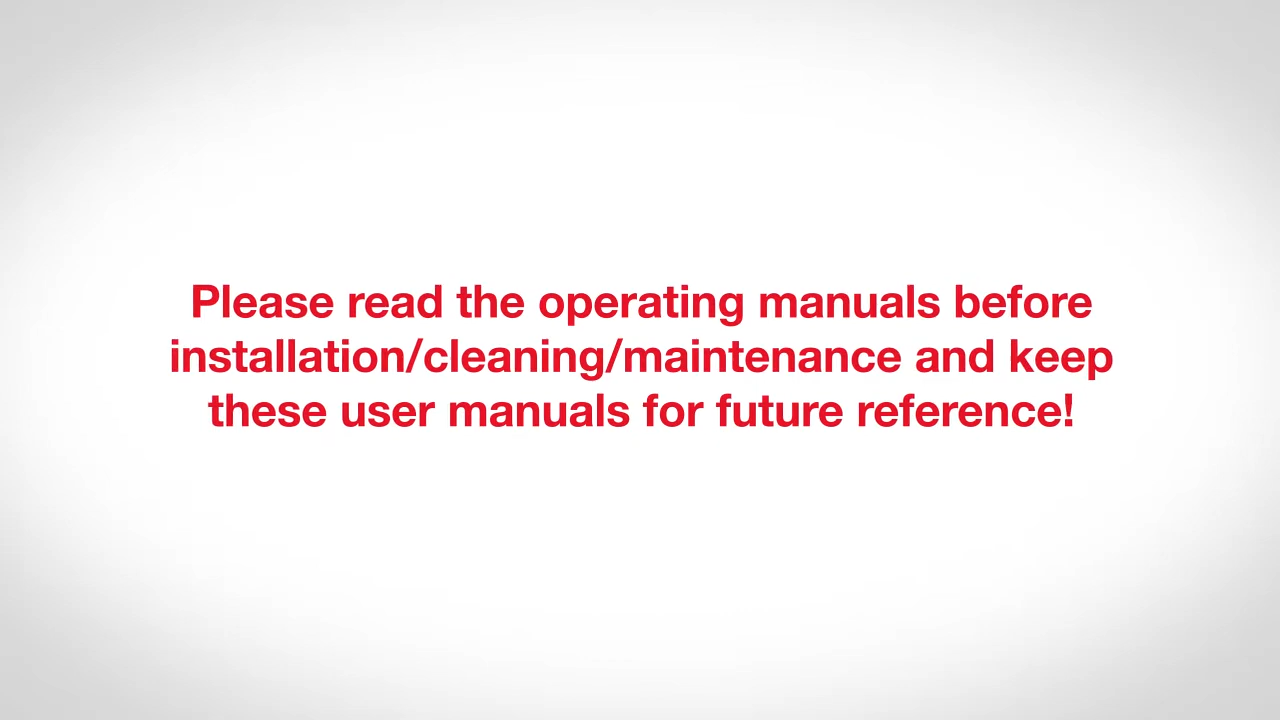 Please read the operating manuals before
installation/cleaning/maintenance and keep
these user manuals for future reference!